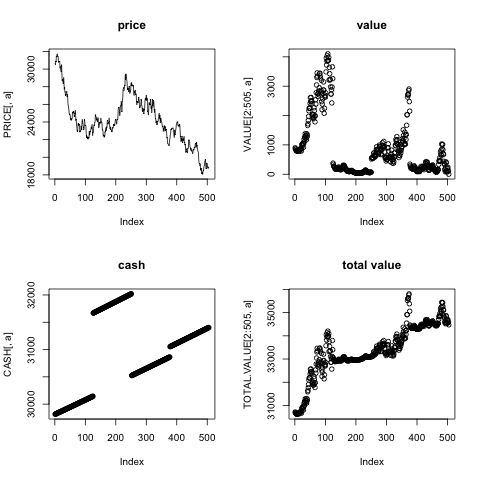 price
PRICE[, a]
18000 24000 30000
0 100 200 300 400 500
Index
value
VALUE[2:505, a]
0 1000 3000
0 100 200 300 400 500
Index
cash
CASH[, a]
30000 31000 32000
0 100 200 300 400 500
Index
total value
TOTAL.VALUE[2:505, a]
31000 33000 35000
0 100 200 300 400 500
Index